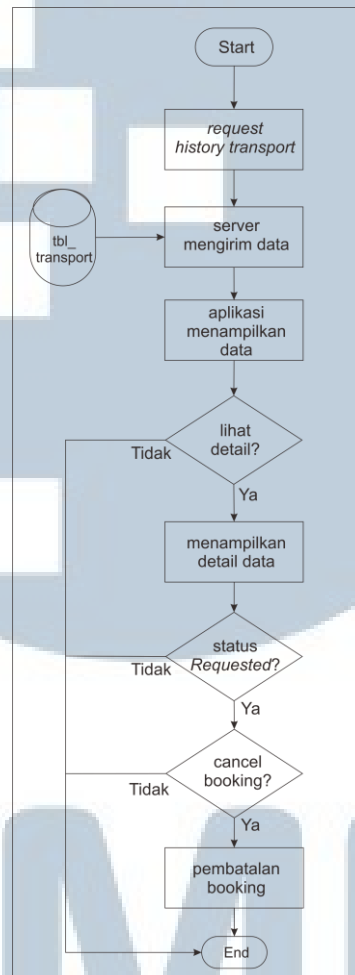 Start
request
history transport
tbl_
transport
server
mengirim data
aplikasi
menampilkan
data
lihat
detail?
Tidak
Ya
menampilkan
detail data
status
Requested?
Tidak
Ya
cancel
booking?
Tidak
Ya
pembatalan
booking
End